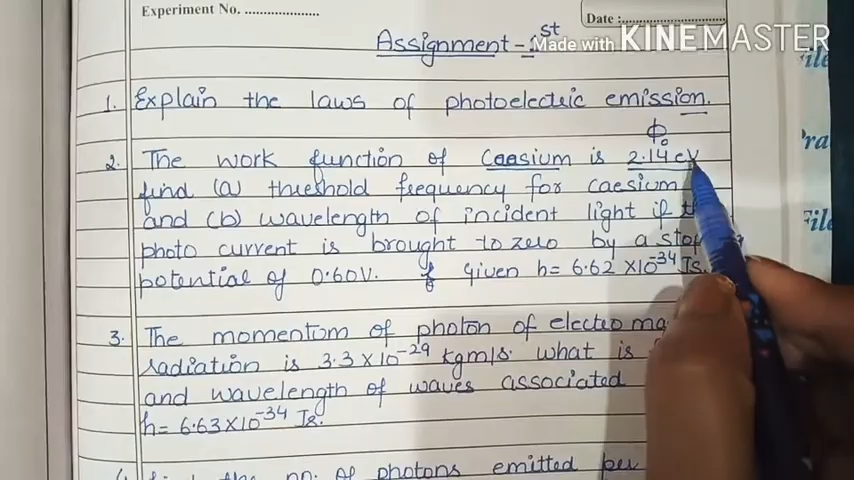 Experiment No. ....................
Date :............................
Assignment - 1st
Made with KINEMASTER
1. Explain the laws of photoelectric emission.
Φ₀
2. The work function of Caesium is 2.14 eV
find (a) threshold frequency for caesium
and (b) wavelength of incident light if
photo current is brought to zero by a
potential of 0.60V. Given h= 6.62 ×10⁻³⁴ Js.
3. The momentum of photon of electro
radiation is 3.3×10⁻²⁹ kgm/s. what is
and wavelength of waves associated
h= 6.63×10⁻³⁴ Js.
the no. of photons emitted per